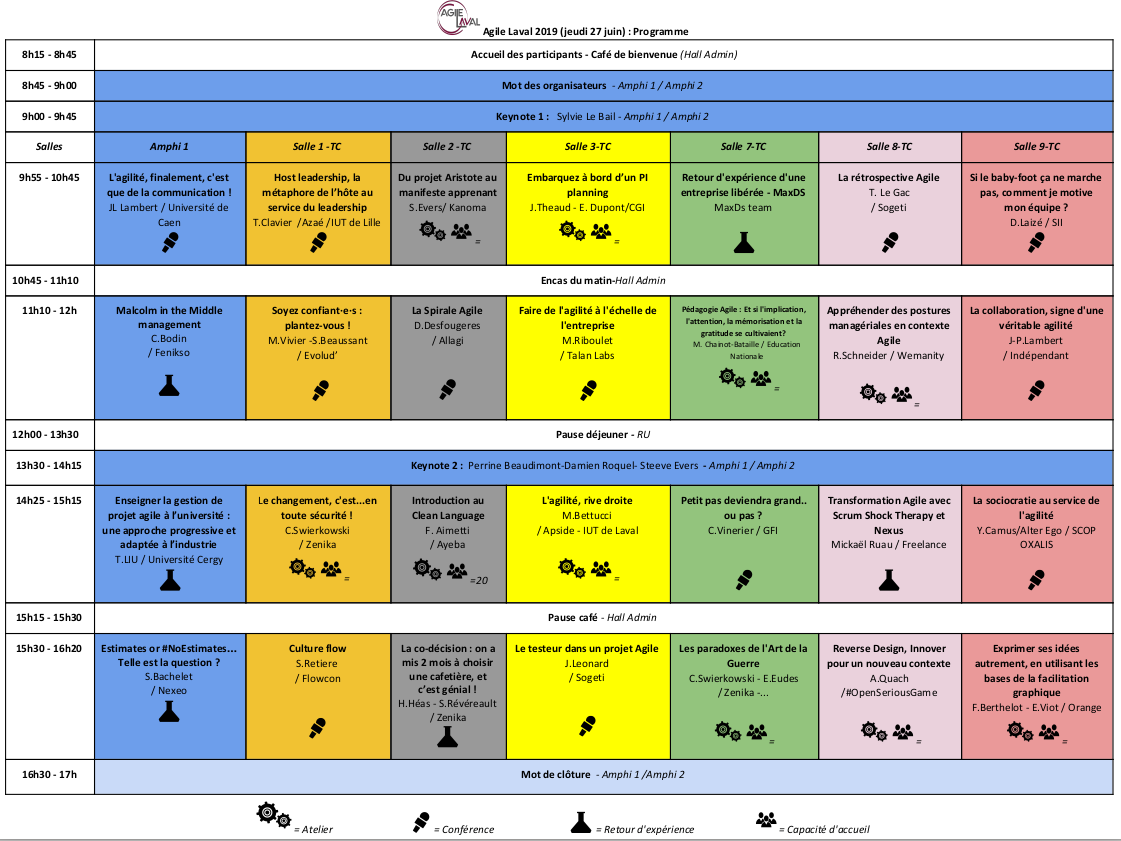 AGILE
LAVAL
Agile Laval 2019 (jeudi 27 juin) : Programme
8h15 - 8h45
Accueil des participants - Café de bienvenue (Hall Admin)
8h45 - 9h00
Mot des organisateurs - Amphi 1 / Amphi 2
9h00 - 9h45
Keynote 1 : Sylvie Le Bail - Amphi 1 / Amphi 2
Salles
Amphi 1
Salle 1 -TC
Salle 2 -TC
Salle 3-TC
Salle 7-TC
Salle 8-TC
Salle 9-TC
9h55 - 10h45
L'agilité, finalement, c'est
que de la communication !
JL Lambert / Université de
Caen
Host leadership, la
métaphore de l'hôte au
service du leadership
T.Clavier /Azaé /IUT de Lille
Du projet Aristote au
manifeste apprenant
S.Evers/ Kanoma
=
Embarquez à bord d'un PI
planning
J.Theaud - E. Dupont/CGI
=
Retour d'expérience d'une
entreprise libérée - MaxDS
MaxDs team
La rétrospective Agile
T. Le Gac
/ Sogeti
Si le baby-foot ça ne marche
pas, comment je motive
mon équipe ?
D.Laizé / SII
10h45 - 11h10
Encas du matin-Hall Admin
11h10 - 12h
Malcolm in the Middle
management
C.Bodin
/ Fenikso
Soyez confiant·e·s :
plantez-vous !
M.Vivier -S.Beaussant
/ Evolud'
La Spirale Agile
D.Desfougeres
/ Allagi
Faire de l'agilité à l'échelle de
l'entreprise
M.Riboulet
/ Talan Labs
Pédagogie Agile : Et si l'implication,
l'attention, la mémorisation et la
gratitude se cultivaient?
M. Chainot-Bataille / Education
Nationale
=
Appréhender des postures
managériales en contexte
Agile
R.Schneider / Wemanity
=
La collaboration, signe d'une
véritable agilité
J-P.Lambert
/ Indépendant
12h00 - 13h30
Pause déjeuner - RU
13h30 - 14h15
Keynote 2 : Perrine Beaudimont-Damien Roquel- Steeve Evers - Amphi 1 / Amphi 2
14h25 - 15h15
Enseigner la gestion de
projet agile à l'université :
une approche progressive et
adaptée à l'industrie
T.LIU / Université Cergy
Le changement, c'est...en
toute sécurité !
C.Swierkowski
/ Zenika
=
Introduction au
Clean Language
F. Aimetti
/ Ayeba
=20
L'agilité, rive droite
M.Bettucci
/ Apside - IUT de Laval
=
Petit pas deviendra grand..
ou pas ?
C.Vinerier / GFI
Transformation Agile avec
Scrum Shock Therapy et
Nexus
Mickaël Ruau / Freelance
La sociocratie au service de
l'agilité
Y.Camus/Alter Ego / SCOP
OXALIS
15h15 - 15h30
Pause café - Hall Admin
15h30 - 16h20
Estimates or #NoEstimates...
Telle est la question ?
S.Bachelet
/ Nexeo
Culture flow
S.Retiere
/ Flowcon
La co-décision : on a
mis 2 mois à choisir
une cafetière, et
c'est génial !
H.Héas - S.Révéreault
/ Zenika
Le testeur dans un projet Agile
J.Leonard
/ Sogeti
Les paradoxes de l'Art de la
Guerre
C.Swierkowski - E.Eudes
/ Zenika -...
=
Reverse Design, Innover
pour un nouveau contexte
A.Quach
/#OpenSeriousGame
=
Exprimer ses idées
autrement, en utilisant les
bases de la facilitation
graphique
F.Berthelot - E.Viot / Orange
=
16h30 - 17h
Mot de clôture - Amphi 1 /Amphi 2
= Atelier
= Conférence
= Retour d'expérience
= Capacité d'accueil